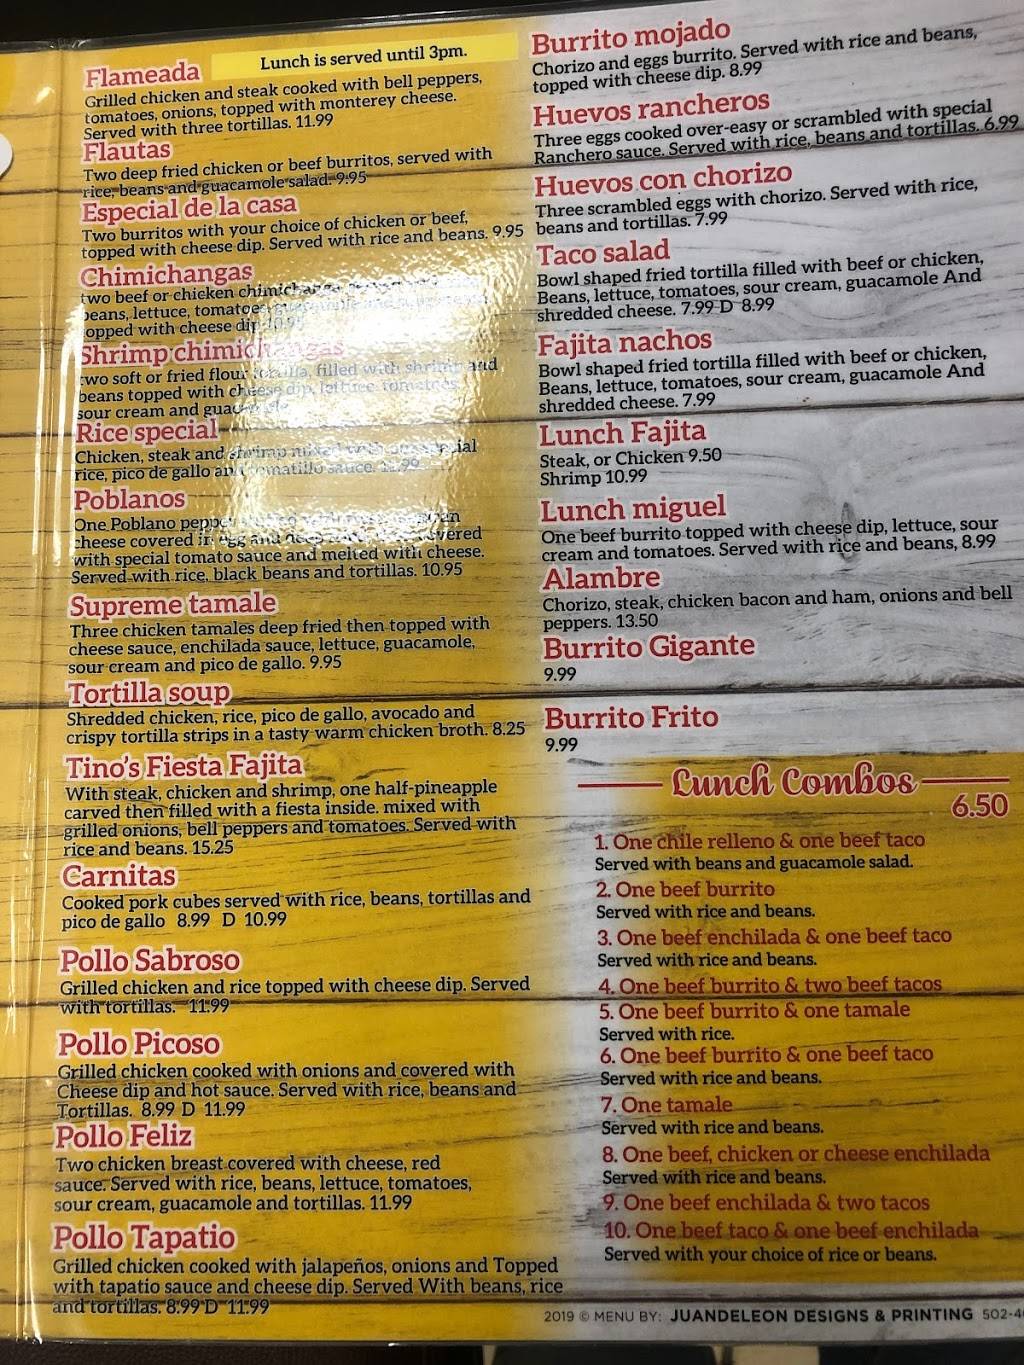 Lunch is served until 3pm.
Flameada
Grilled chicken and steak cooked with bell peppers,
tomatoes, onions, topped with monterey cheese.
Served with three tortillas. 11.99
Flautas
Two deep fried chicken or beef burritos, served with
rice, beans and guacamole salad. 9.95
Especial de la casa
Two burritos with your choice of chicken or beef,
topped with cheese dip. Served with rice and beans. 9.95
Chimichangas
two beef or chicken chimichanga
beans, lettuce, tomatoes,
opped with cheese dip 10.95
Shrimp chimichangas
two soft or fried flour tortilla, filled with shrimp and
beans topped with cheese dip, lettuce, tomatoes,
sour cream and guacamole
Rice special
Chicken, steak and shrimp mixed with our special
rice, pico de gallo and tomatillo sauce. 11.99
Poblanos
One Poblano pepper
cheese covered in egg and deep covered
with special tomato sauce and melted with cheese.
Served with rice, black beans and tortillas. 10.95
Supreme tamale
Three chicken tamales deep fried then topped with
cheese sauce, enchilada sauce, lettuce, guacamole,
sour cream and pico de gallo. 9.95
Tortilla soup
Shredded chicken, rice, pico de gallo, avocado and
crispy tortilla strips in a tasty warm chicken broth. 8.25
Tino's Fiesta Fajita
With steak, chicken and shrimp, one half-pineapple
carved then filled with a fiesta inside. mixed with
grilled onions, bell peppers and tomatoes. Served with
rice and beans. 15.25
Carnitas
Cooked pork cubes served with rice, beans, tortillas and
pico de gallo 8.99 D 10.99
Pollo Sabroso
Grilled chicken and rice topped with cheese dip. Served
with tortillas. 11.99
Pollo Picoso
Grilled chicken cooked with onions and covered with
Cheese dip and hot sauce. Served with rice, beans and
Tortillas. 8.99 D 11.99
Pollo Feliz
Two chicken breast covered with cheese, red
sauce. Served with rice, beans, lettuce, tomatoes,
sour cream, guacamole and tortillas. 11.99
Pollo Tapatio
Grilled chicken cooked with jalapeños, onions and Topped
with tapatio sauce and cheese dip. Served With beans, rice
and tortillas. 8.99 D 11.99
Burrito mojado
Chorizo and eggs burrito. Served with rice and beans,
topped with cheese dip. 8.99
Huevos rancheros
Three eggs cooked over-easy or scrambled with special
Ranchero sauce. Served with rice, beans and tortillas. 6.99
Huevos con chorizo
Three scrambled eggs with chorizo. Served with rice,
beans and tortillas. 7.99
Taco salad
Bowl shaped fried tortilla filled with beef or chicken,
Beans, lettuce, tomatoes, sour cream, guacamole And
shredded cheese. 7.99 D 8.99
Fajita nachos
Bowl shaped fried tortilla filled with beef or chicken,
Beans, lettuce, tomatoes, sour cream, guacamole And
shredded cheese. 7.99
Lunch Fajita
Steak, or Chicken 9.50
Shrimp 10.99
Lunch miguel
One beef burrito topped with cheese dip, lettuce, sour
cream and tomatoes. Served with rice and beans, 8.99
Alambre
Chorizo, steak, chicken bacon and ham, onions and bell
peppers. 13.50
Burrito Gigante
9.99
Burrito Frito
9.99
Lunch Combos
6.50
1. One chile relleno & one beef taco
Served with beans and guacamole salad.
2. One beef burrito
Served with rice and beans.
3. One beef enchilada & one beef taco
Served with rice and beans.
4. One beef burrito & two beef tacos
5. One beef burrito & one tamale
Served with rice.
6. One beef burrito & one beef taco
Served with rice and beans.
7. One tamale
Served with rice and beans.
8. One beef, chicken or cheese enchilada
Served with rice and beans.
9. One beef enchilada & two tacos
10. One beef taco & one beef enchilada
Served with your choice of rice or beans.
2019 © MENU BY: JUANDELEON DESIGNS & PRINTING 502-4